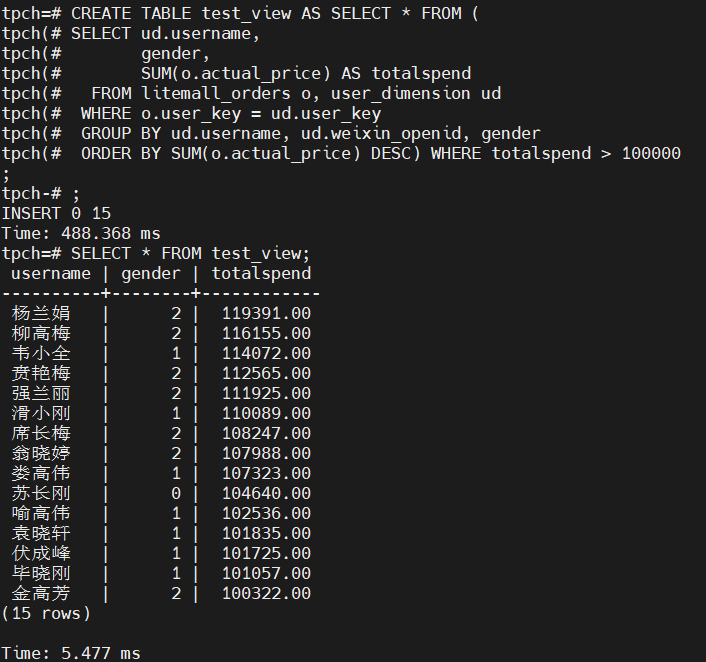 tpch=# CREATE TABLE test_view AS SELECT * FROM (
tpch(# SELECT ud.username,
tpch(#        gender,
tpch(#        SUM(o.actual_price) AS totalspend
tpch(#   FROM litemall_orders o, user_dimension ud
tpch(#  WHERE o.user_key = ud.user_key
tpch(#  GROUP BY ud.username, ud.weixin_openid, gender
tpch(#  ORDER BY SUM(o.actual_price) DESC) WHERE totalspend > 100000
;
tpch-# ;
INSERT 0 15
Time: 488.368 ms
tpch=# SELECT * FROM test_view;
 username | gender | totalspend
----------+--------+------------
 杨兰娟   |      2 |  119391.00
 柳高梅   |      2 |  116155.00
 韦小全   |      1 |  114072.00
 贲艳梅   |      2 |  112565.00
 强兰丽   |      2 |  111925.00
 滑小刚   |      1 |  110089.00
 席长梅   |      2 |  108247.00
 翁晓婷   |      2 |  107988.00
 娄高伟   |      1 |  107323.00
 苏长刚   |      0 |  104640.00
 喻高伟   |      1 |  102536.00
 袁晓轩   |      1 |  101835.00
 伏成峰   |      1 |  101725.00
 毕晓刚   |      1 |  101057.00
 金高芳   |      2 |  100322.00
(15 rows)
Time: 5.477 ms